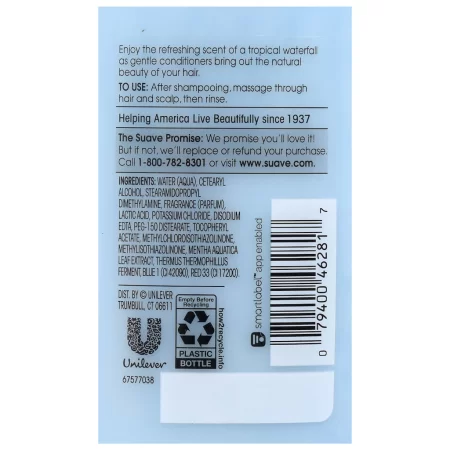 Enjoy the refreshing scent of a tropical waterfall
as gentle conditioners bring out the natural
beauty of your hair.
TO USE: After shampooing, massage through
hair and scalp, then rinse.
Helping America Live Beautifully since 1937
The Suave Promise: We promise you'll love it!
But if not, we'll replace or refund your purchase.
Call 1-800-782-8301 or visit www.suave.com.
INGREDIENTS: WATER (AQUA), CETEARYL
ALCOHOL, STEARAMIDOPROPYL
DIMETHYLAMINE, FRAGRANCE (PARFUM),
LACTIC ACID, POTASSIUM CHLORIDE, DISODIUM
EDTA, PEG-150 DISTEARATE, TOCOPHERYL
ACETATE, METHYLCHLOROISOTHIAZOLINONE,
METHYLISOTHIAZOLINONE, MENTHA AQUATICA
LEAF EXTRACT, THERMUS THERMOPHILLUS
FERMENT, BLUE 1 (CI 42090), RED 33 (CI 17200).
DIST. BY © UNILEVER
TRUMBULL, CT 06611
Unilever
67577038
Empty Before
Recycling
PLASTIC
BOTTLE
how2recycle.info
smartlabel™ app enabled
0 79400 46281 7